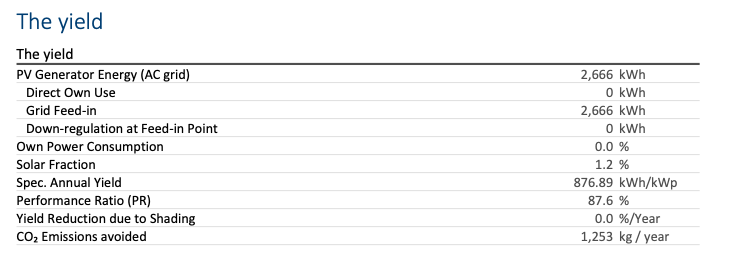 The yield
The yield
PV Generator Energy (AC grid) 2,666 kWh
Direct Own Use 0 kWh
Grid Feed-in 2,666 kWh
Down-regulation at Feed-in Point 0 kWh
Own Power Consumption 0.0 %
Solar Fraction 1.2 %
Spec. Annual Yield 876.89 kWh/kWp
Performance Ratio (PR) 87.6 %
Yield Reduction due to Shading 0.0 %/Year
CO₂ Emissions avoided 1,253 kg / year